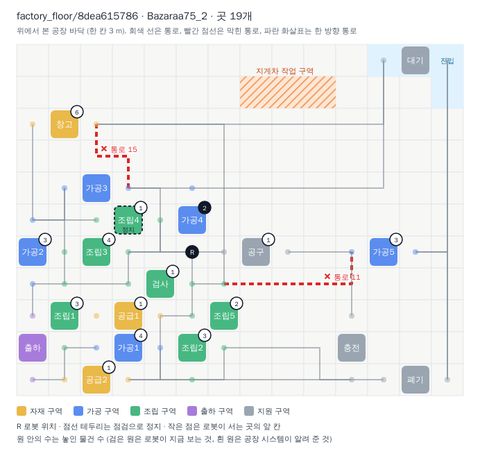 factory_floor/8dea615786 · Bazaraa75_2 · 곳 19개
위에서 본 공장 바닥 (한 칸 3 m). 회색 선은 통로, 빨간 점선은 막힌 통로, 파란 화살표는 한 방향 통로
대기
진입
지게차 작업 구역
창고
6
✖ 통로 15
가공3
조립4
1
정지
가공4
2
가공2
3
조립3
4
R
공구
1
가공5
3
검사
1
✖ 통로 11
조립1
3
공급1
1
조립5
2
출하
가공1
4
조립2
3
충전
공급2
1
폐기
자재 구역
가공 구역
조립 구역
출하 구역
지원 구역
R 로봇 위치 · 점선 테두리는 점검으로 정지 · 작은 점은 로봇이 서는 곳의 앞 칸
원 안의 수는 놓인 물건 수 (검은 원은 로봇이 지금 보는 것, 흰 원은 공장 시스템이 알려 준 것)